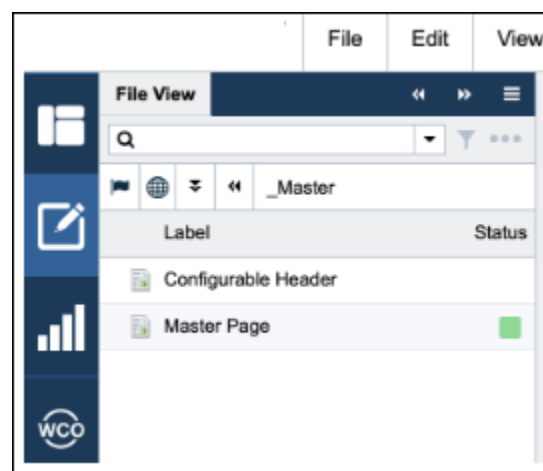 File Edit View
File View
_Master
Label Status
Configurable Header
Master Page
WCO